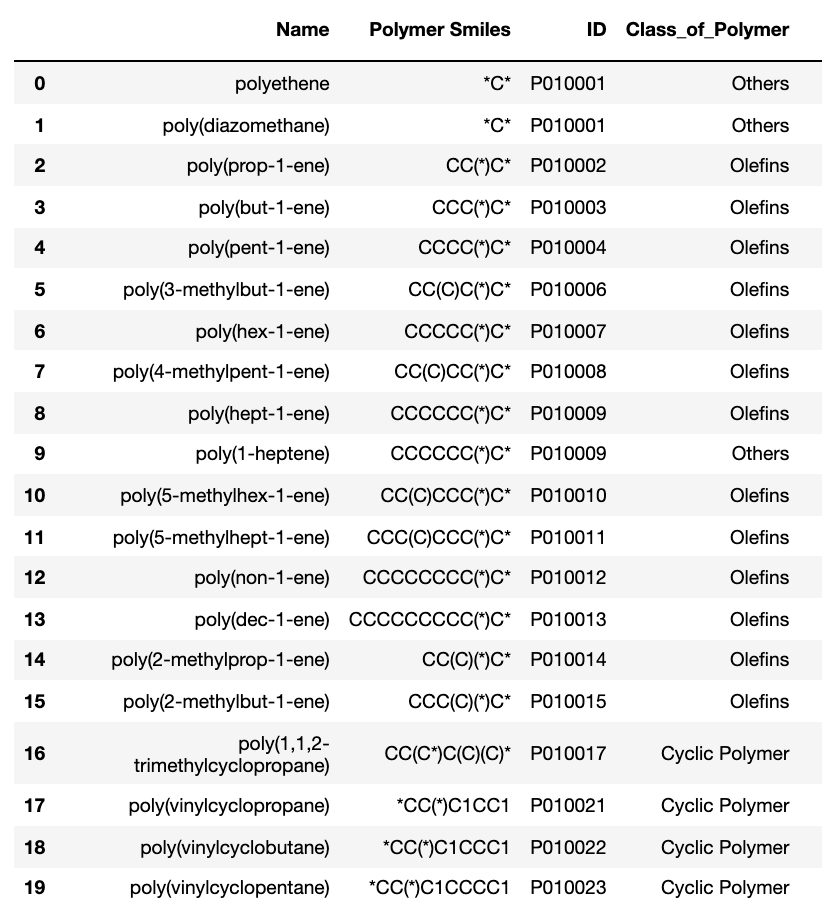 Name Polymer Smiles ID Class_of_Polymer
0 polyethene *C* P010001 Others
1 poly(diazomethane) *C* P010001 Others
2 poly(prop-1-ene) CC(*)C* P010002 Olefins
3 poly(but-1-ene) CCC(*)C* P010003 Olefins
4 poly(pent-1-ene) CCCC(*)C* P010004 Olefins
5 poly(3-methylbut-1-ene) CC(C)C(*)C* P010006 Olefins
6 poly(hex-1-ene) CCCCC(*)C* P010007 Olefins
7 poly(4-methylpent-1-ene) CC(C)CC(*)C* P010008 Olefins
8 poly(hept-1-ene) CCCCCC(*)C* P010009 Olefins
9 poly(1-heptene) CCCCCC(*)C* P010009 Others
10 poly(5-methylhex-1-ene) CC(C)CCC(*)C* P010010 Olefins
11 poly(5-methylhept-1-ene) CCC(C)CCC(*)C* P010011 Olefins
12 poly(non-1-ene) CCCCCCCC(*)C* P010012 Olefins
13 poly(dec-1-ene) CCCCCCCCC(*)C* P010013 Olefins
14 poly(2-methylprop-1-ene) CC(C)(*)C* P010014 Olefins
15 poly(2-methylbut-1-ene) CCC(C)(*)C* P010015 Olefins
16 poly(1,1,2-
trimethylcyclopropane) CC(C*)C(C)(C)* P010017 Cyclic Polymer
17 poly(vinylcyclopropane) *CC(*)C1CC1 P010021 Cyclic Polymer
18 poly(vinylcyclobutane) *CC(*)C1CCC1 P010022 Cyclic Polymer
19 poly(vinylcyclopentane) *CC(*)C1CCCC1 P010023 Cyclic Polymer